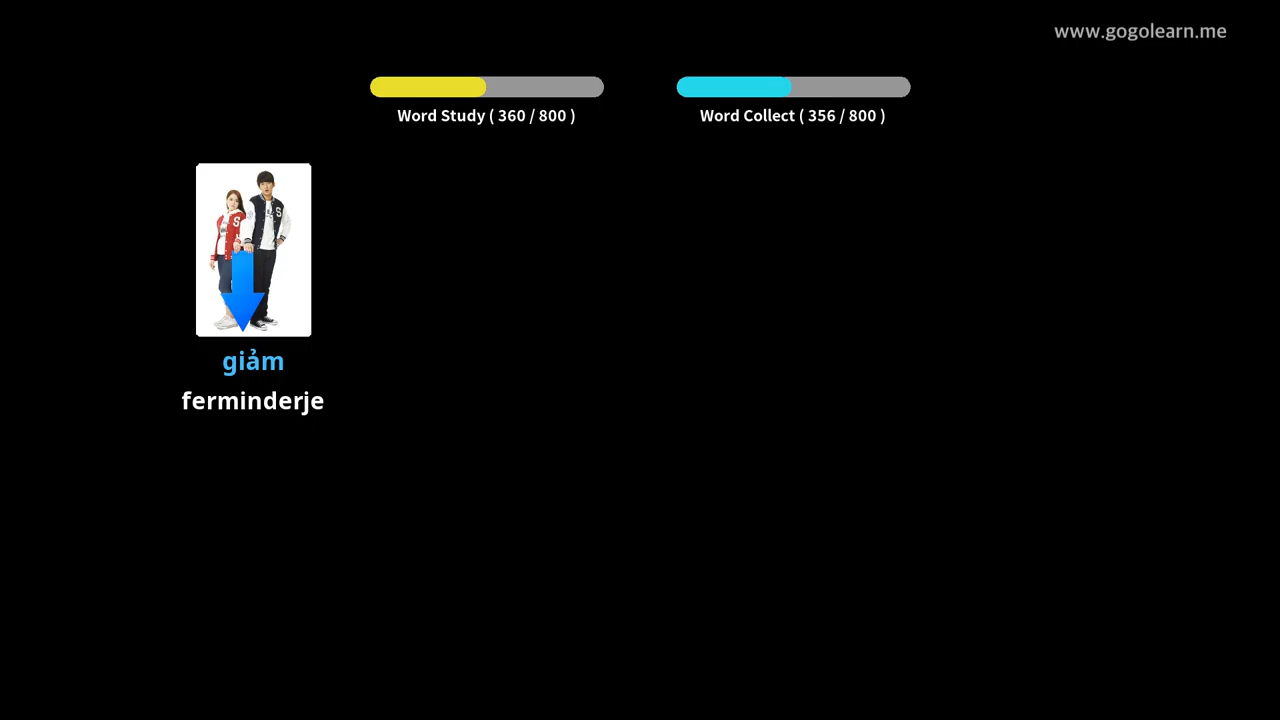 www.gogolearn.me
Word Study ( 360 / 800 )
Word Collect ( 356 / 800 )
S
S
giảm
ferminderje